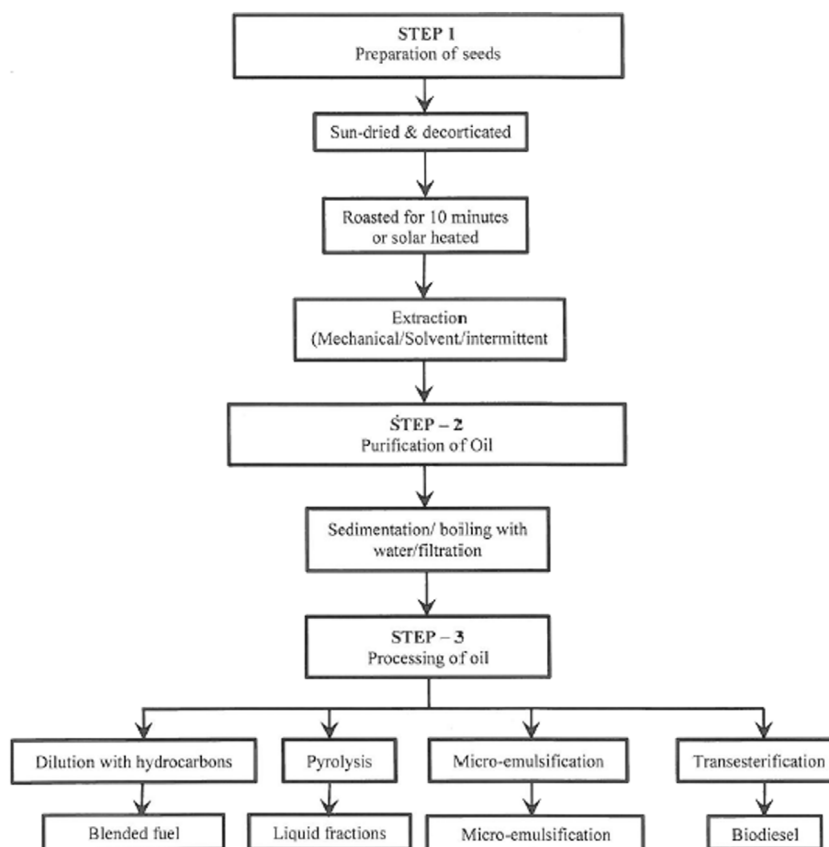 STEP 1
Preparation of seeds
Sun-dried & decorticated
Roasted for 10 minutes
or solar heated
Extraction
(Mechanical/Solvent/intermittent
STEP – 2
Purification of Oil
Sedimentation/ boiling with
water/filtration
STEP – 3
Processing of oil
Dilution with hydrocarbons
Pyrolysis
Micro-emulsification
Transesterification
Blended fuel
Liquid fractions
Micro-emulsification
Biodiesel